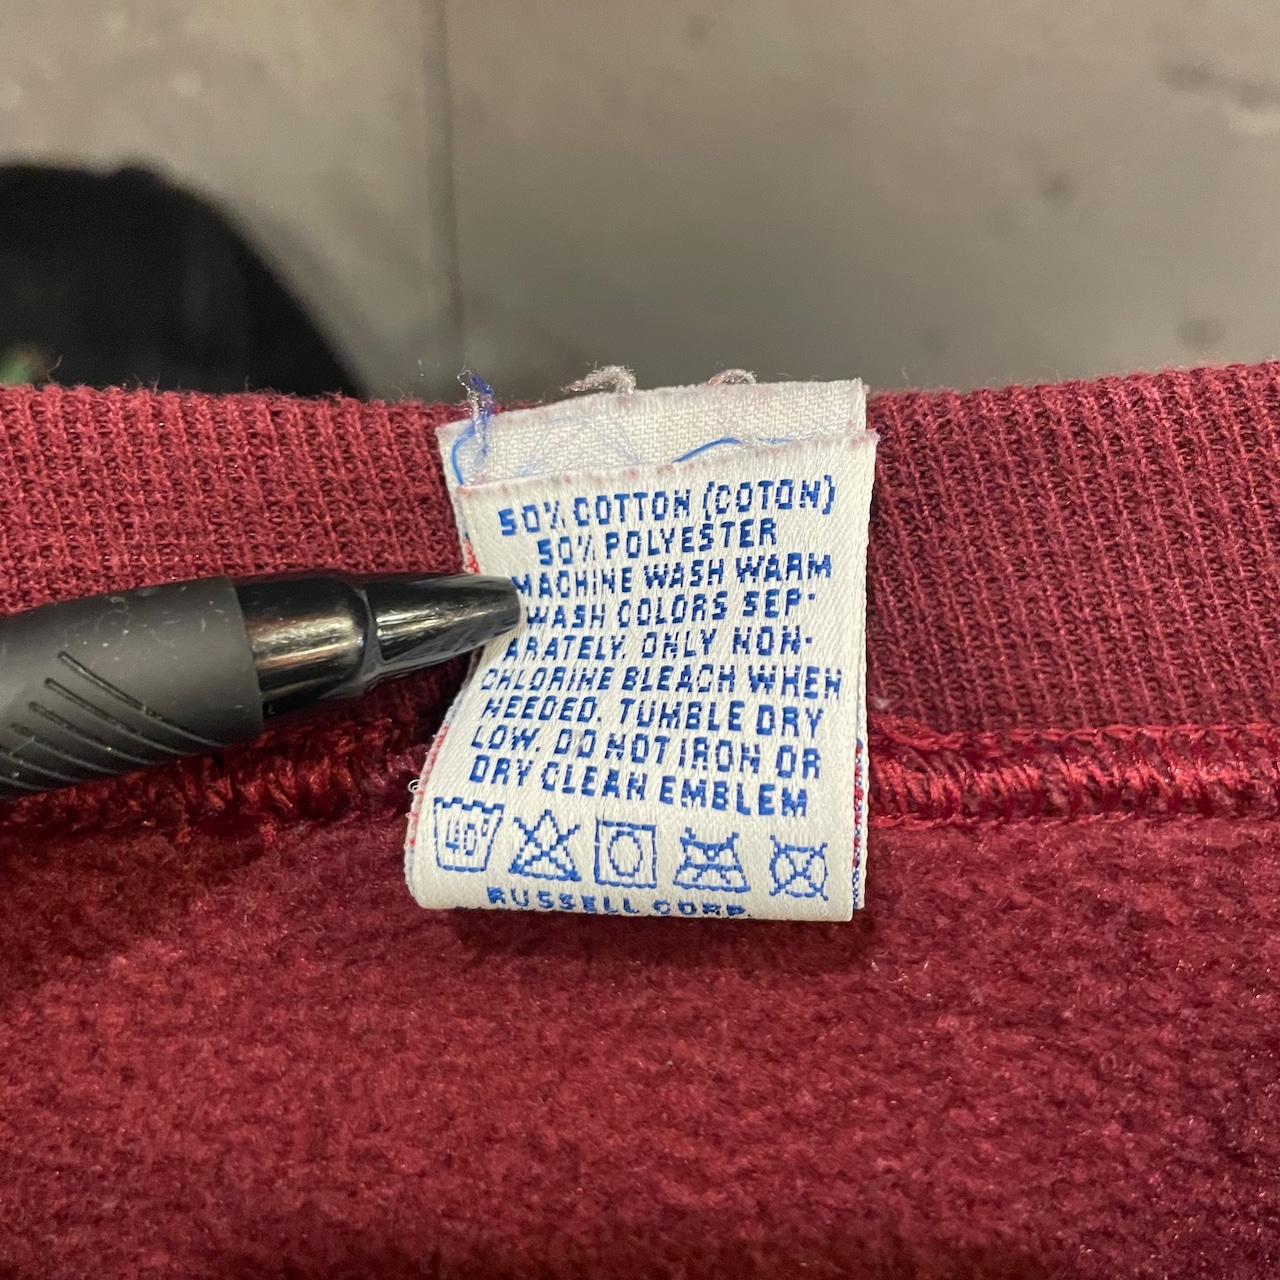 50% COTTON (COTON)
50% POLYESTER
MACHINE WASH WARM
WASH COLORS SEP-
ARATELY. ONLY NON-
CHLORINE BLEACH WHEN
NEEDED. TUMBLE DRY
LOW. DO NOT IRON OR
DRY CLEAN EMBLEM
40°
RUSSELL CORP.